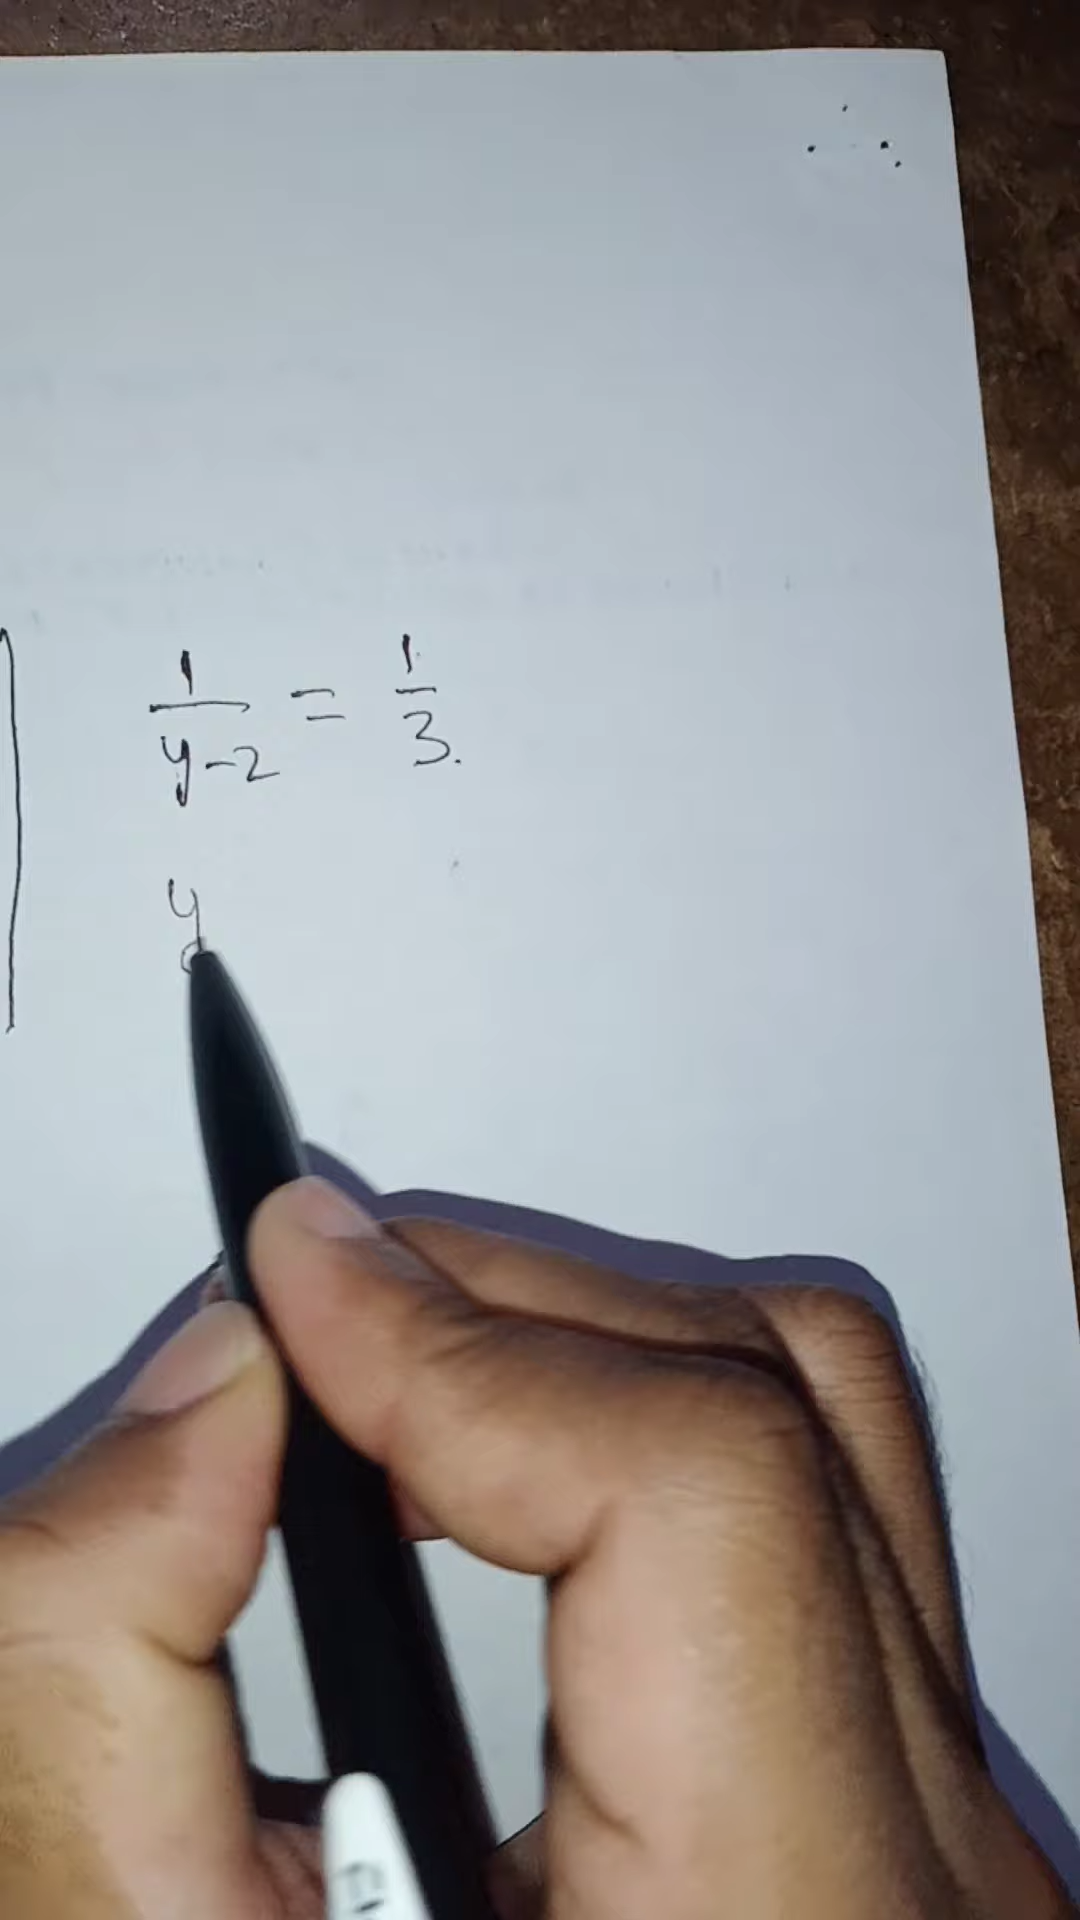 1/(y-2) = 1/3.
y